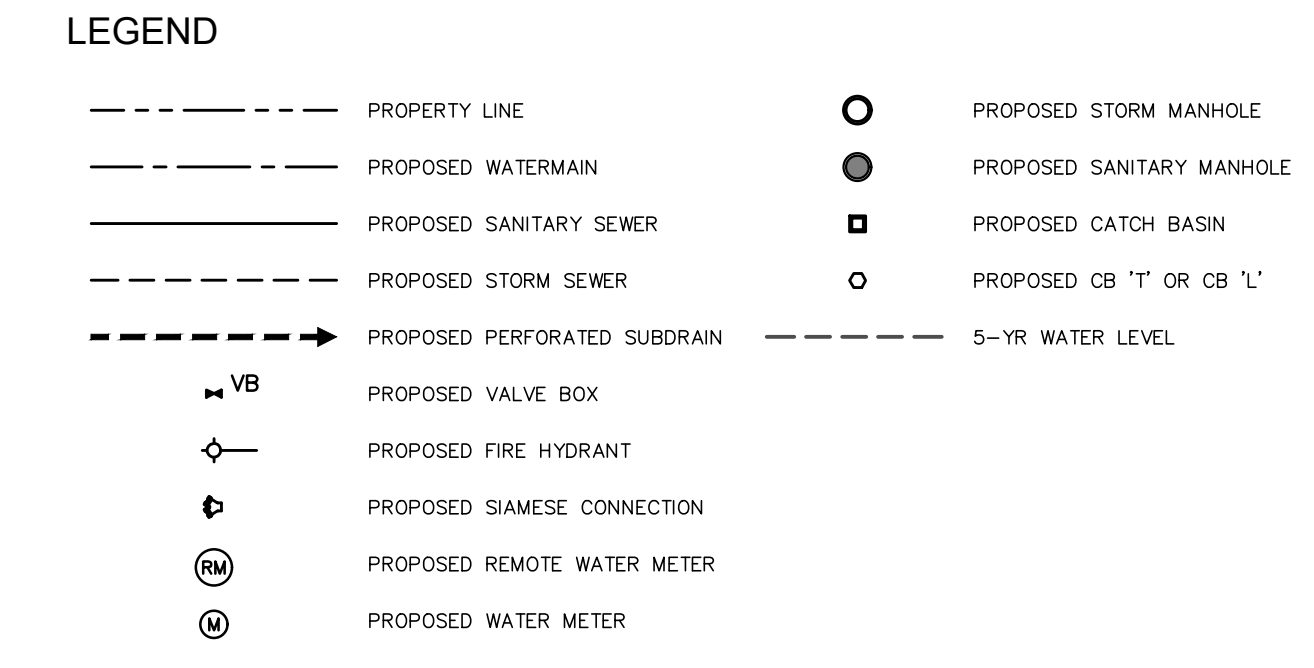 LEGEND
PROPERTY LINE
PROPOSED WATERMAIN
PROPOSED SANITARY SEWER
PROPOSED STORM SEWER
PROPOSED PERFORATED SUBDRAIN
VB PROPOSED VALVE BOX
PROPOSED FIRE HYDRANT
PROPOSED SIAMESE CONNECTION
RM PROPOSED REMOTE WATER METER
M PROPOSED WATER METER
PROPOSED STORM MANHOLE
PROPOSED SANITARY MANHOLE
PROPOSED CATCH BASIN
PROPOSED CB 'T' OR CB 'L'
5-YR WATER LEVEL